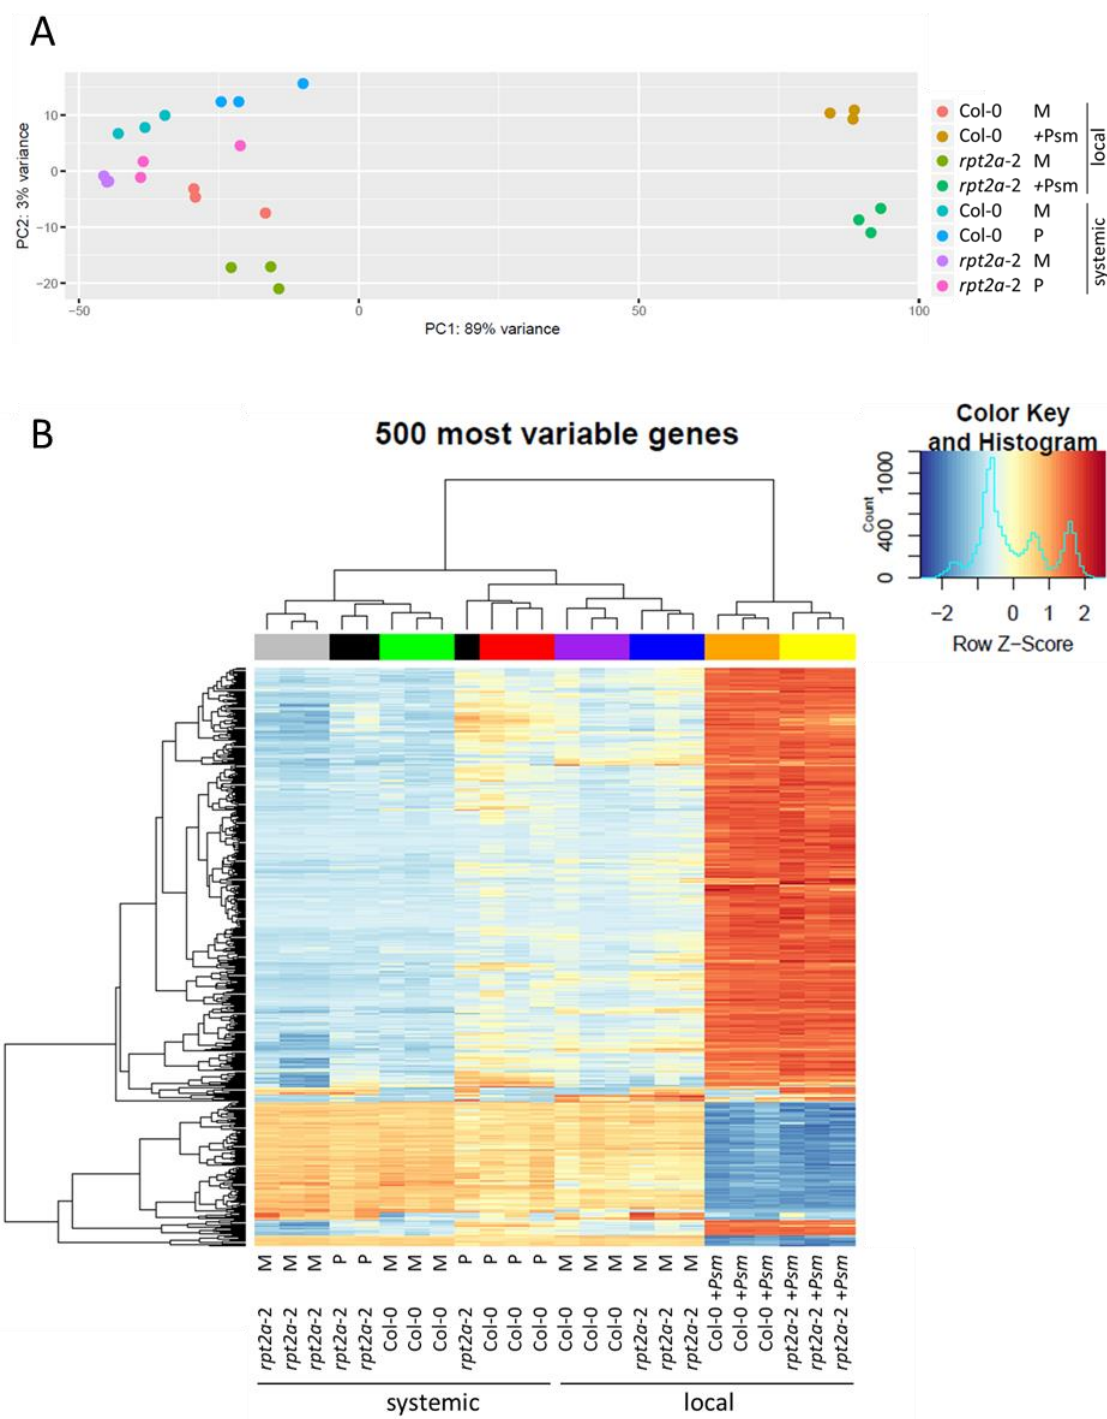 A
10
0
−10
−20
PC2: 3% variance
−50
0
50
100
PC1: 89% variance
Col-0 M
Col-0 +Psm
rpt2a-2 M
rpt2a-2 +Psm
local
Col-0 M
Col-0 P
rpt2a-2 M
rpt2a-2 P
systemic
B
500 most variable genes
Color Key
and Histogram
Count
0
400
1000
−2
0
1
2
Row Z−Score
rpt2a-2 M
rpt2a-2 M
rpt2a-2 M
rpt2a-2 P
rpt2a-2 P
Col-0 M
Col-0 M
Col-0 M
rpt2a-2 P
Col-0 P
Col-0 P
Col-0 P
Col-0 M
Col-0 M
Col-0 M
rpt2a-2 M
rpt2a-2 M
rpt2a-2 M
Col-0 +Psm
Col-0 +Psm
Col-0 +Psm
rpt2a-2 +Psm
rpt2a-2 +Psm
rpt2a-2 +Psm
systemic
local